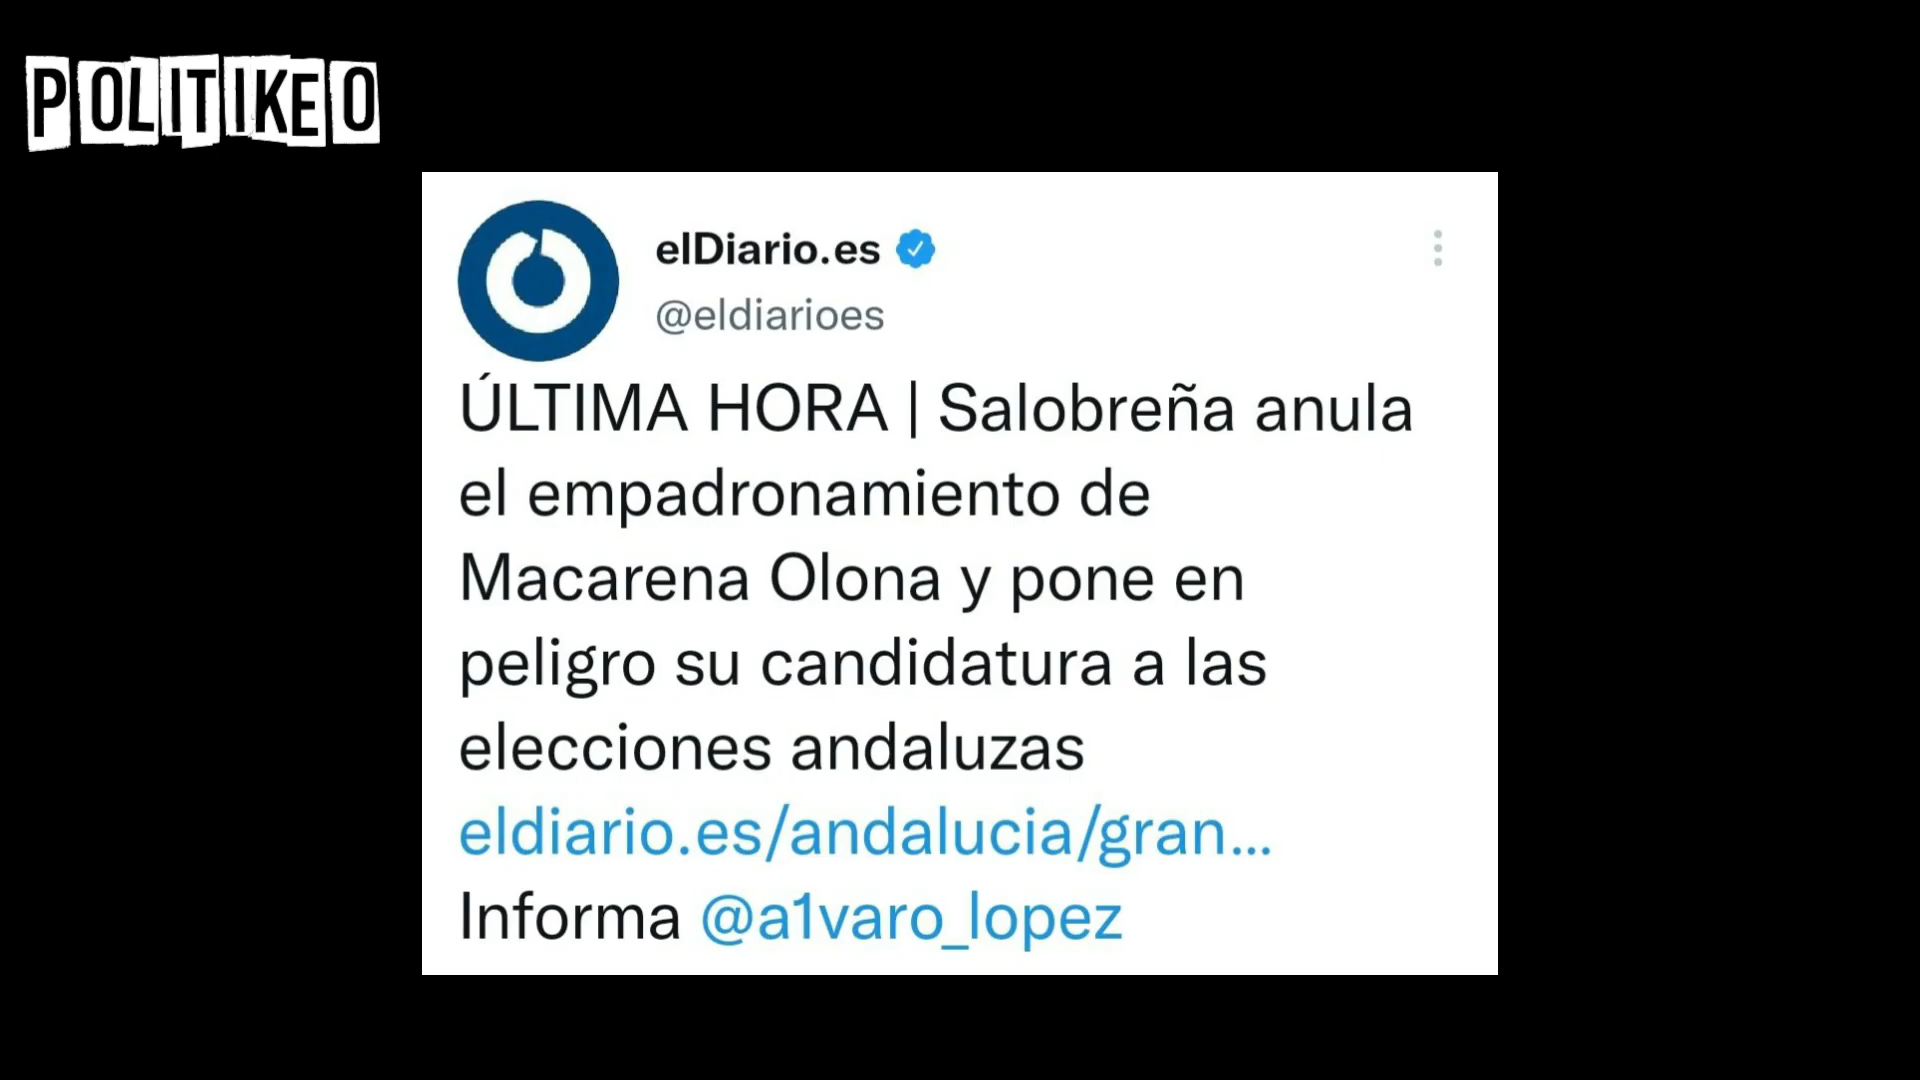 POLITIKEO
elDiario.es
@eldiarioes
ÚLTIMA HORA | Salobreña anula
el empadronamiento de
Macarena Olona y pone en
peligro su candidatura a las
elecciones andaluzas
eldiario.es/andalucia/gran...
Informa @a1varo_lopez